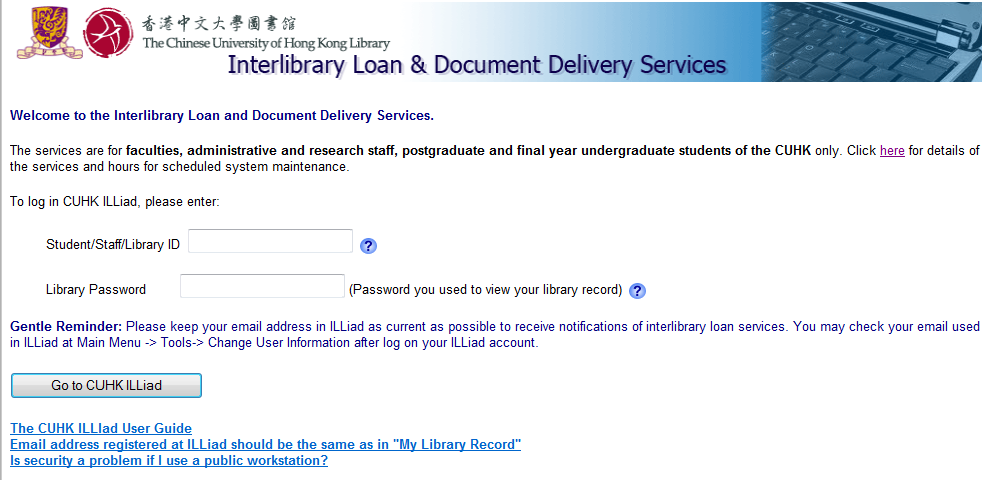 香港中文大學圖書館
The Chinese University of Hong Kong Library
Interlibrary Loan & Document Delivery Services
Welcome to the Interlibrary Loan and Document Delivery Services.
The services are for faculties, administrative and research staff, postgraduate and final year undergraduate students of the CUHK only. Click here for details of
the services and hours for scheduled system maintenance.
To log in CUHK ILLiad, please enter:
Student/Staff/Library ID ?
Library Password (Password you used to view your library record) ?
Gentle Reminder: Please keep your email address in ILLiad as current as possible to receive notifications of interlibrary loan services. You may check your email used
in ILLiad at Main Menu -> Tools-> Change User Information after log on your ILLiad account.
Go to CUHK ILLiad
The CUHK ILLIad User Guide
Email address registered at ILLiad should be the same as in "My Library Record"
Is security a problem if I use a public workstation?